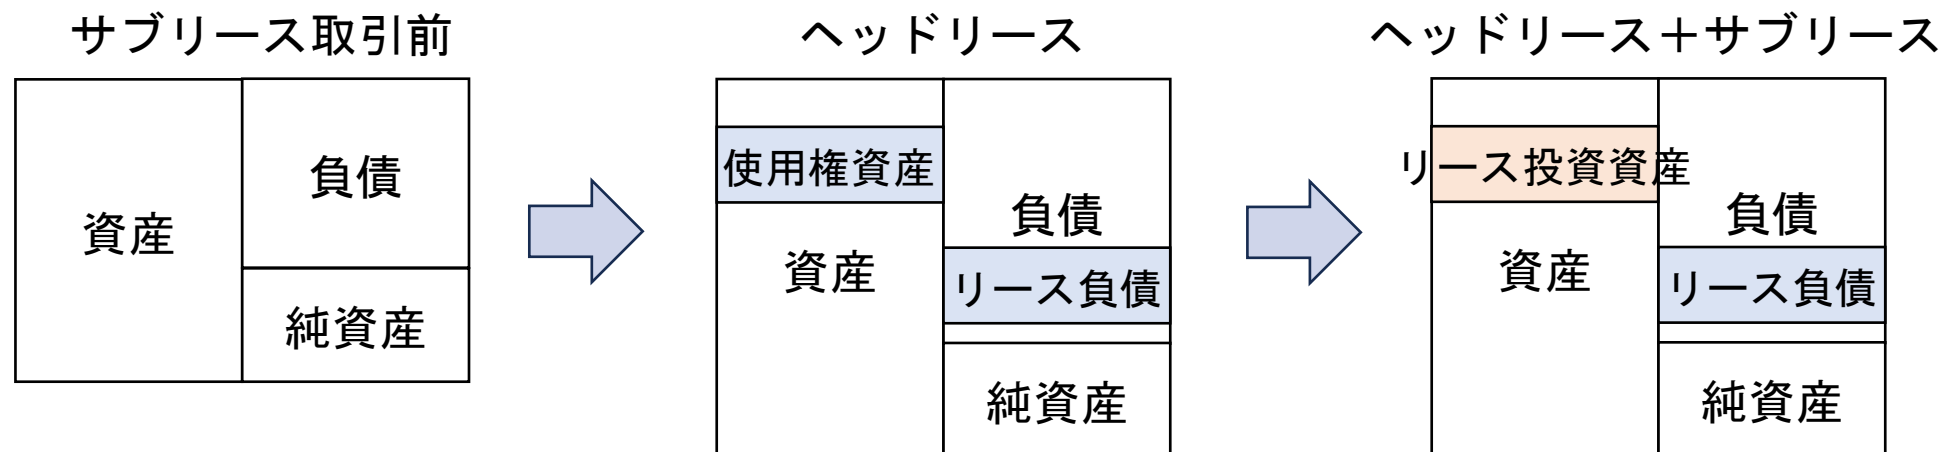 サブリース取引前
資産
負債
純資産
ヘッドリース
使用権資産
資産
負債
リース負債
純資産
ヘッドリース＋サブリース
リース投資資産
資産
負債
リース負債
純資産